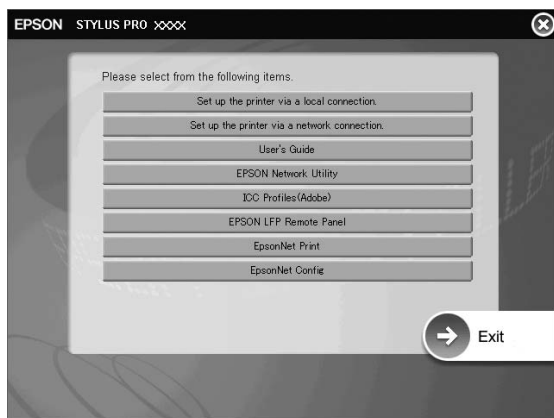 EPSON STYLUS PRO XXXX
Please select from the following items.
Set up the printer via a local connection.
Set up the printer via a network connection.
User's Guide
EPSON Network Utility
ICC Profiles(Adobe)
EPSON LFP Remote Panel
EpsonNet Print
EpsonNet Config
Exit